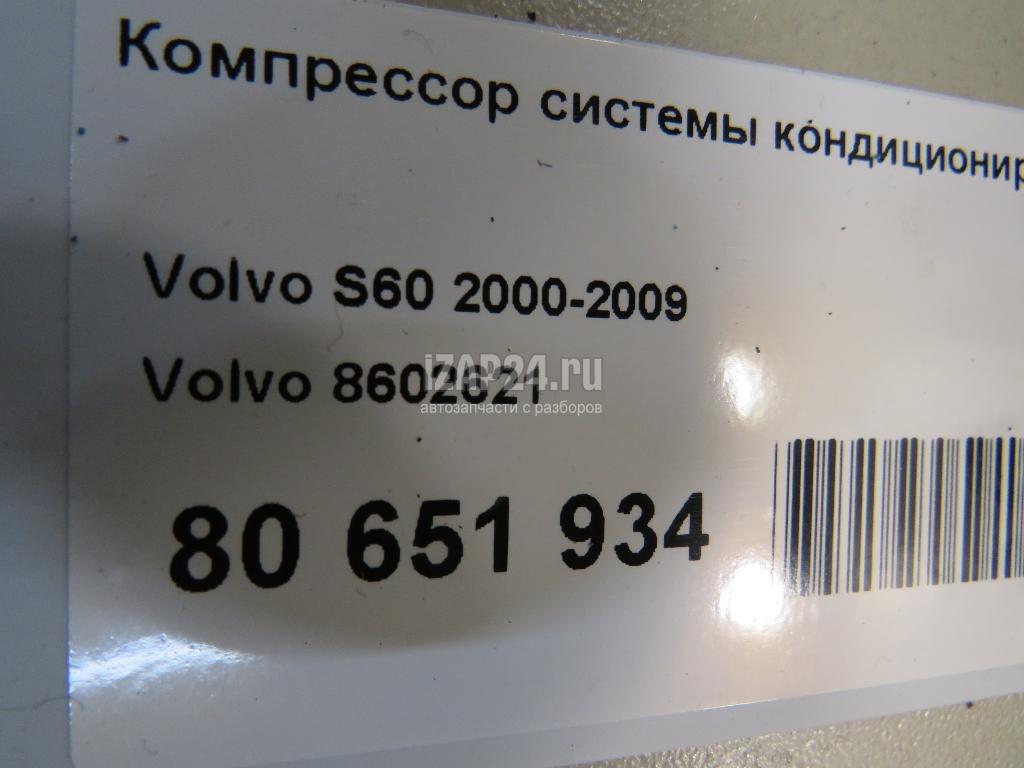 Компрессор системы кондиционир
Volvo S60 2000-2009
Volvo 8602621
iZAP24.ru
автозапчасти с разборов
80 651 934